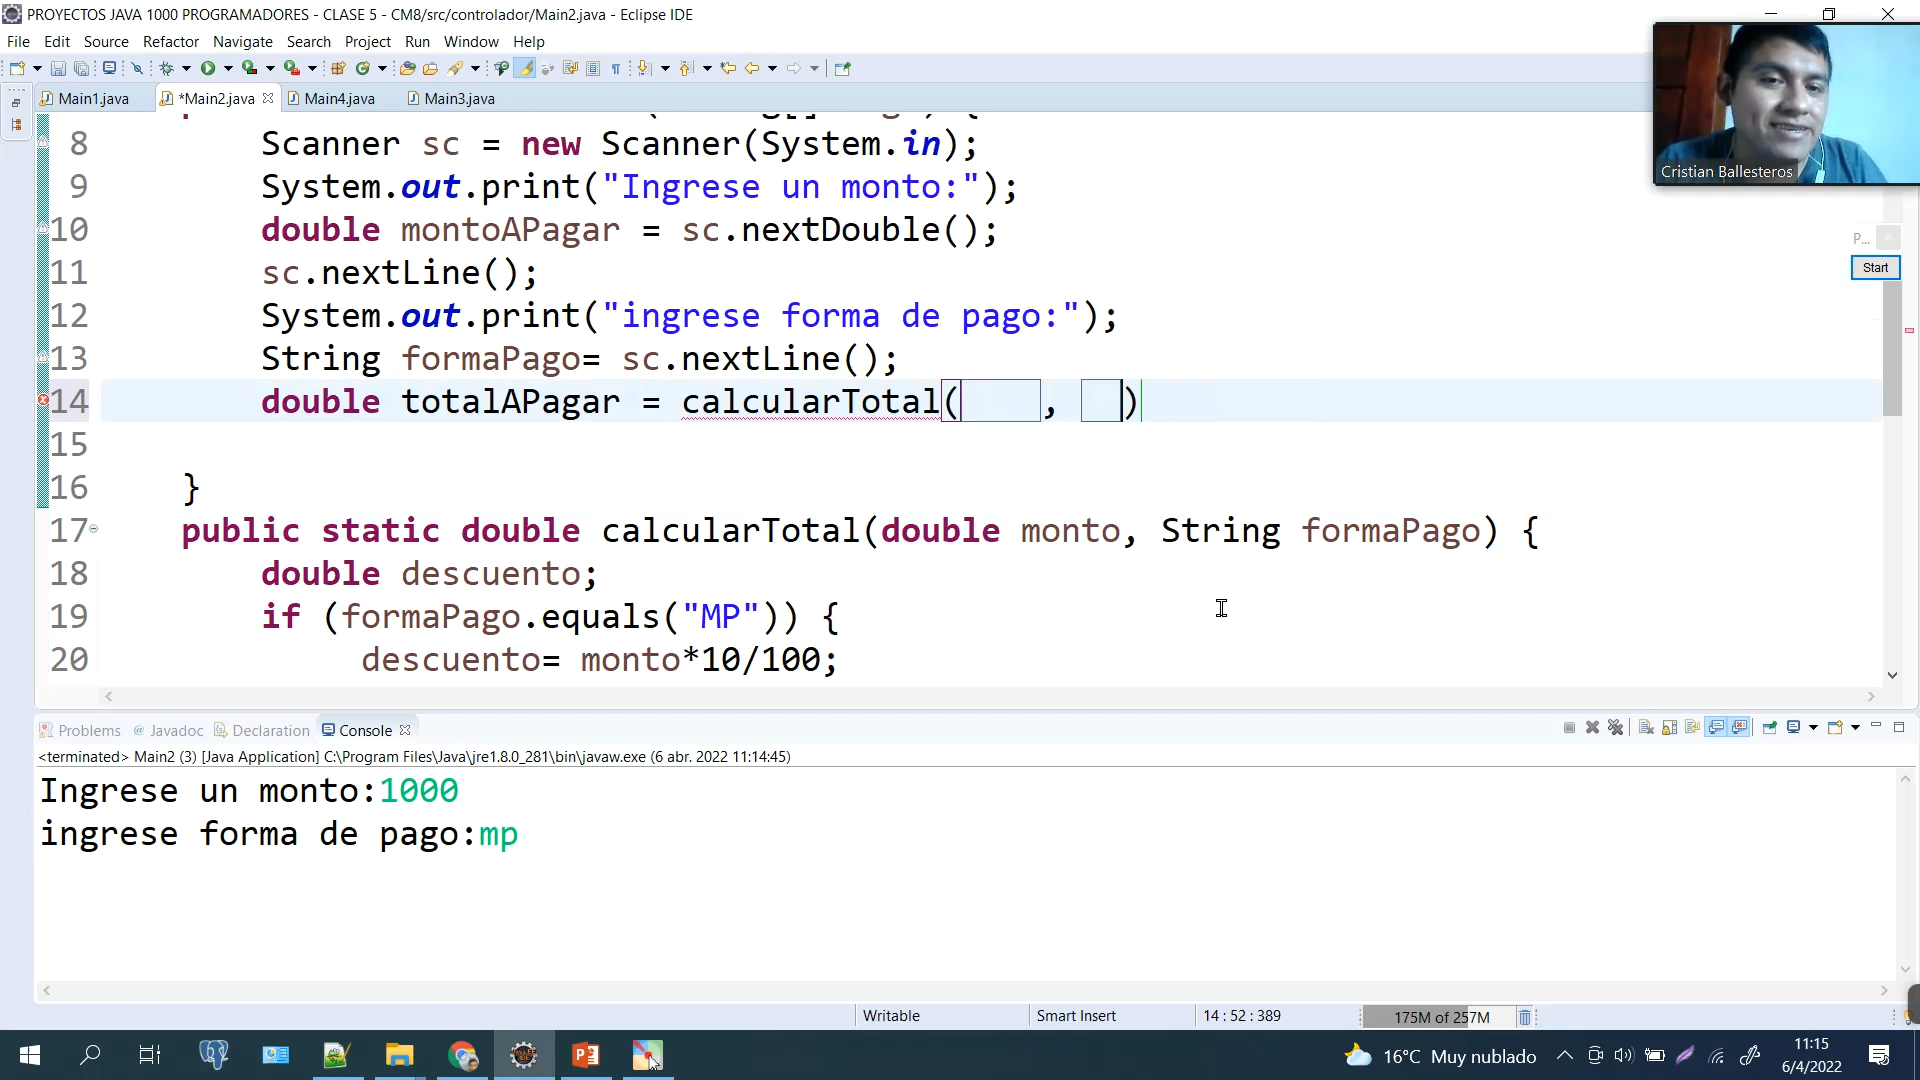 PROYECTOS JAVA 1000 PROGRAMADORES - CLASE 5 - CM8/src/controlador/Main2.java - Eclipse IDE
File Edit Source Refactor Navigate Search Project Run Window Help
Main1.java *Main2.java Main4.java Main3.java
8 Scanner sc = new Scanner(System.in);
9 System.out.print("Ingrese un monto:");
10 double montoAPagar = sc.nextDouble();
11 sc.nextLine();
12 System.out.print("ingrese forma de pago:");
13 String formaPago= sc.nextLine();
14 double totalAPagar = calcularTotal( , )
15
16 }
17 public static double calcularTotal(double monto, String formaPago) {
18 double descuento;
19 if (formaPago.equals("MP")) {
20 descuento= monto*10/100;
Cristian Ballesteros
P...
Start
Problems @ Javadoc Declaration Console
<terminated> Main2 (3) [Java Application] C:\Program Files\Java\jre1.8.0_281\bin\javaw.exe (6 abr. 2022 11:14:45)
Ingrese un monto:1000
ingrese forma de pago:mp
Writable Smart Insert 14 : 52 : 389 175M of 257M
16°C Muy nublado
11:15
6/4/2022